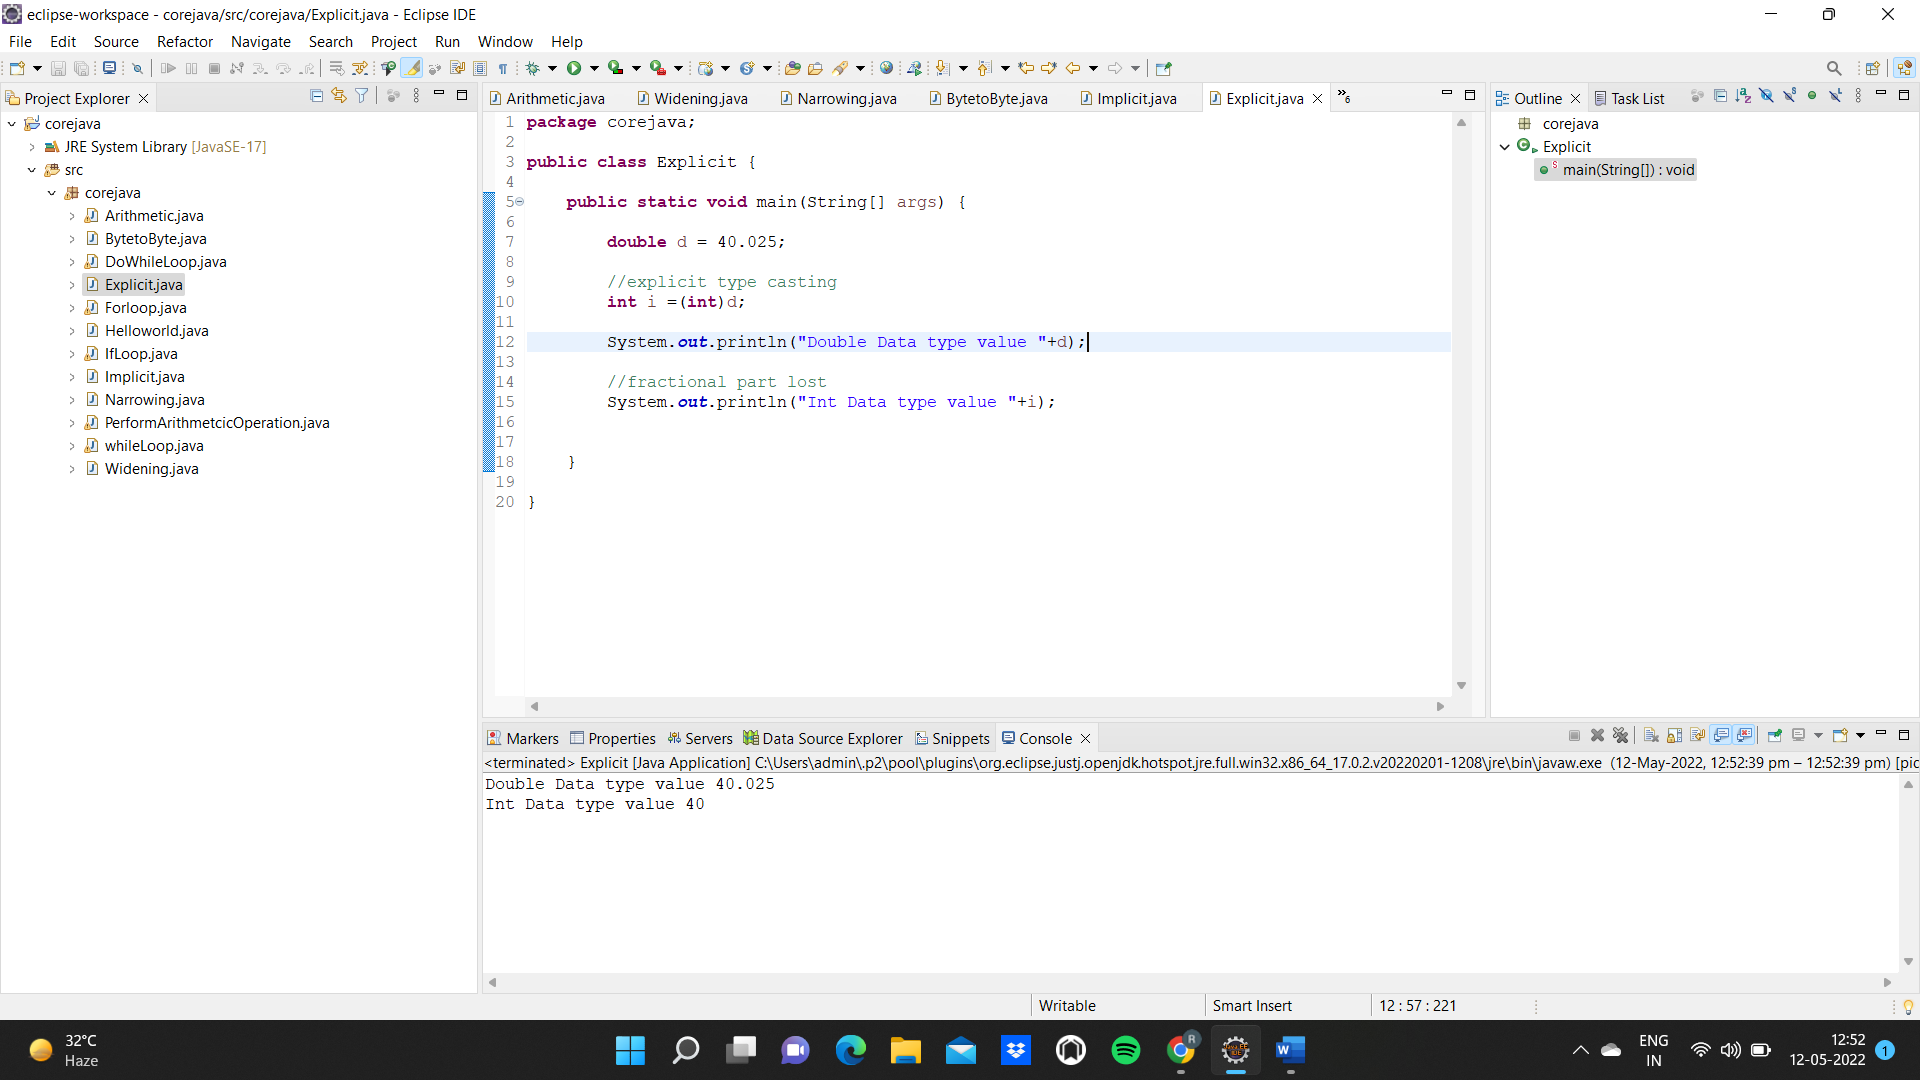 eclipse-workspace - corejava/src/corejava/Explicit.java - Eclipse IDE
File Edit Source Refactor Navigate Search Project Run Window Help
Project Explorer
corejava
JRE System Library [JavaSE-17]
src
corejava
Arithmetic.java
BytetoByte.java
DoWhileLoop.java
Explicit.java
Forloop.java
Helloworld.java
IfLoop.java
Implicit.java
Narrowing.java
PerformArithmetcicOperation.java
whileLoop.java
Widening.java
Arithmetic.java Widening.java Narrowing.java BytetoByte.java Implicit.java Explicit.java »6
1 package corejava;
2
3 public class Explicit {
4
5 public static void main(String[] args) {
6
7 double d = 40.025;
8
9 //explicit type casting
10 int i =(int)d;
11
12 System.out.println("Double Data type value "+d);
13
14 //fractional part lost
15 System.out.println("Int Data type value "+i);
16
17
18 }
19
20 }
Outline Task List
corejava
Explicit
main(String[]) : void
Markers Properties Servers Data Source Explorer Snippets Console
<terminated> Explicit [Java Application] C:\Users\admin\.p2\pool\plugins\org.eclipse.justj.openjdk.hotspot.jre.full.win32.x86_64_17.0.2.v20220201-1208\jre\bin\javaw.exe (12-May-2022, 12:52:39 pm – 12:52:39 pm) [pic
Double Data type value 40.025
Int Data type value 40
Writable Smart Insert 12 : 57 : 221
32°C
Haze
ENG
IN
12:52
12-05-2022
1